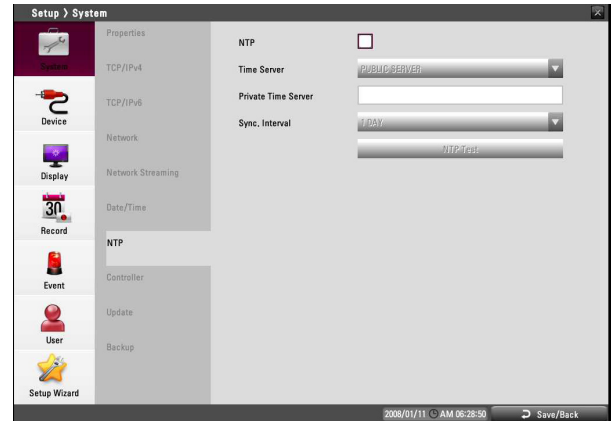 Setup > System
System
Device
Display
30
Record
Event
User
Setup Wizard
Properties
TCP/IPv4
TCP/IPv6
Network
Network Streaming
Date/Time
NTP
Controller
Update
Backup
NTP
Time Server
PUBLIC SERVER
Private Time Server
Sync. Interval
1 DAY
NTP Test
2008/01/11 AM 06:28:50
Save/Back